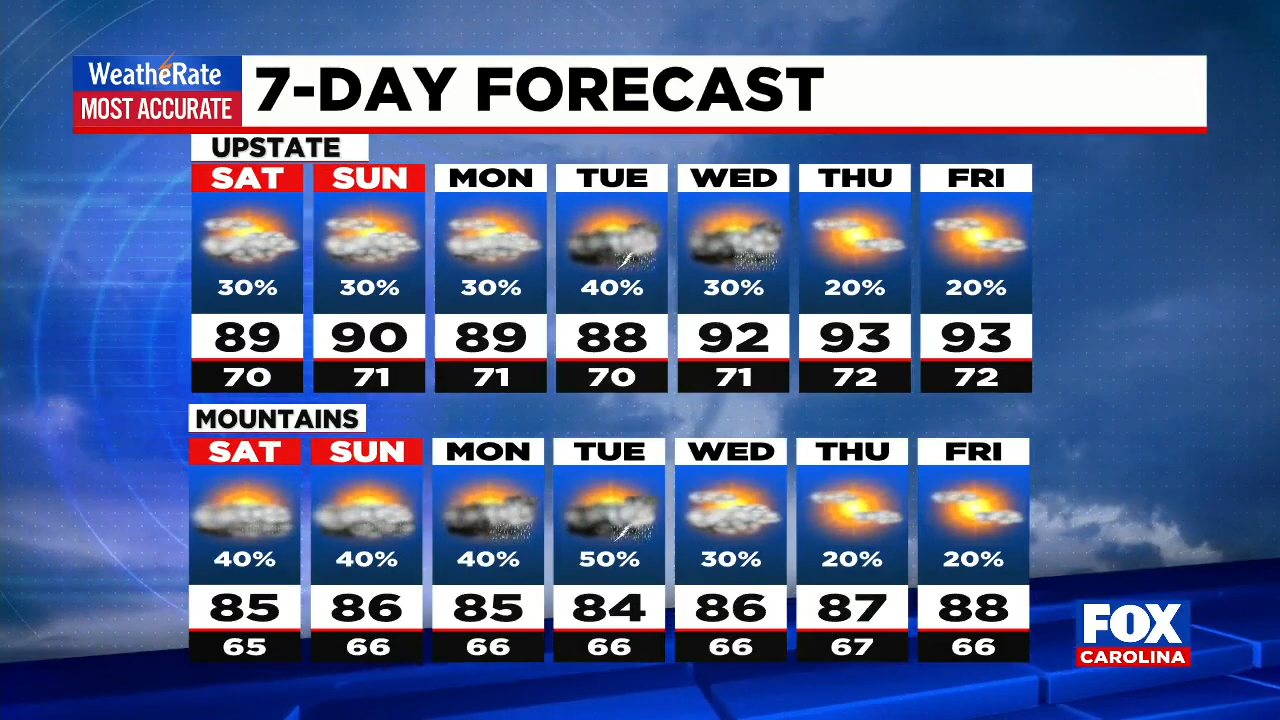 WeatheRate
MOST ACCURATE
7-DAY FORECAST
UPSTATE
SAT SUN MON TUE WED THU FRI
30% 30% 30% 40% 30% 20% 20%
89 90 89 88 92 93 93
70 71 71 70 71 72 72
MOUNTAINS
SAT SUN MON TUE WED THU FRI
40% 40% 40% 50% 30% 20% 20%
85 86 85 84 86 87 88
65 66 66 66 66 67 66
FOX
CAROLINA